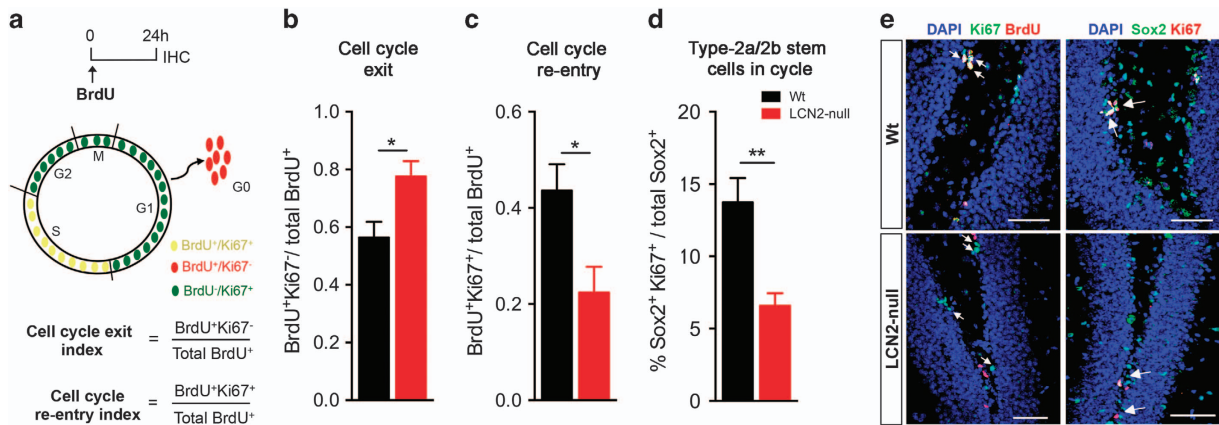 a
0 24h
IHC
BrdU
M
G2
G0
G1
S
BrdU+/Ki67+
BrdU+/Ki67-
BrdU-/Ki67+
Cell cycle exit index = BrdU+Ki67- / Total BrdU+
Cell cycle re-entry index = BrdU+Ki67+ / Total BrdU+
b
Cell cycle
exit
BrdU+Ki67-/ total BrdU+
1.0
0.8
0.6
0.4
0.2
0.0
*
c
Cell cycle
re-entry
BrdU+Ki67+/ total BrdU+
0.6
0.4
0.2
0.0
*
d
Type-2a/2b stem
cells in cycle
Wt
LCN2-null
% Sox2+ Ki67+ / total Sox2+
20
15
10
5
0
**
e
DAPI Ki67 BrdU
DAPI Sox2 Ki67
Wt
LCN2-null